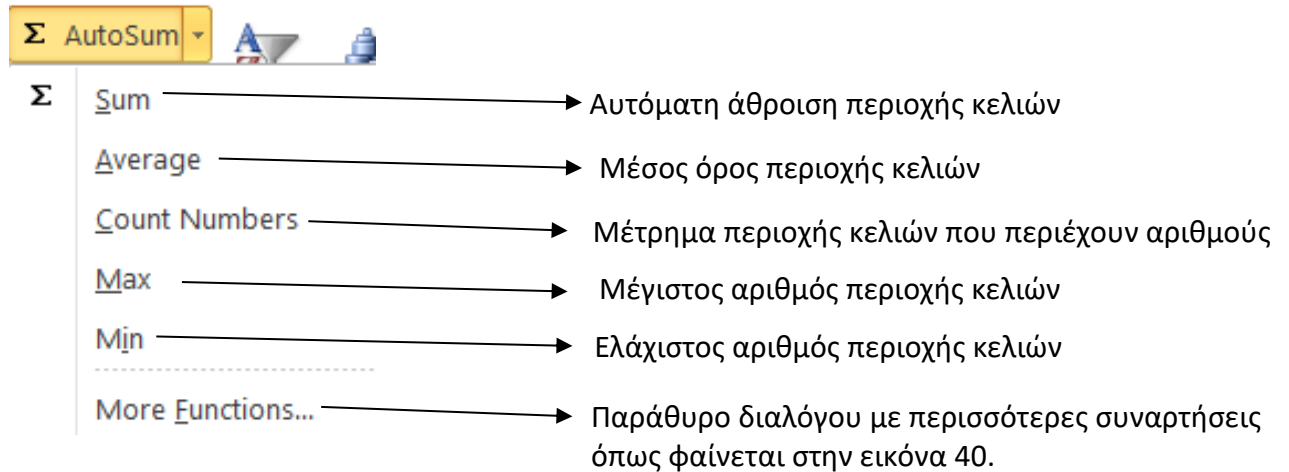 Σ AutoSum
Σ Sum Αυτόματη άθροιση περιοχής κελιών
Average Μέσος όρος περιοχής κελιών
Count Numbers Μέτρημα περιοχής κελιών που περιέχουν αριθμούς
Max Μέγιστος αριθμός περιοχής κελιών
Min Ελάχιστος αριθμός περιοχής κελιών
More Functions... Παράθυρο διαλόγου με περισσότερες συναρτήσεις
όπως φαίνεται στην εικόνα 40.